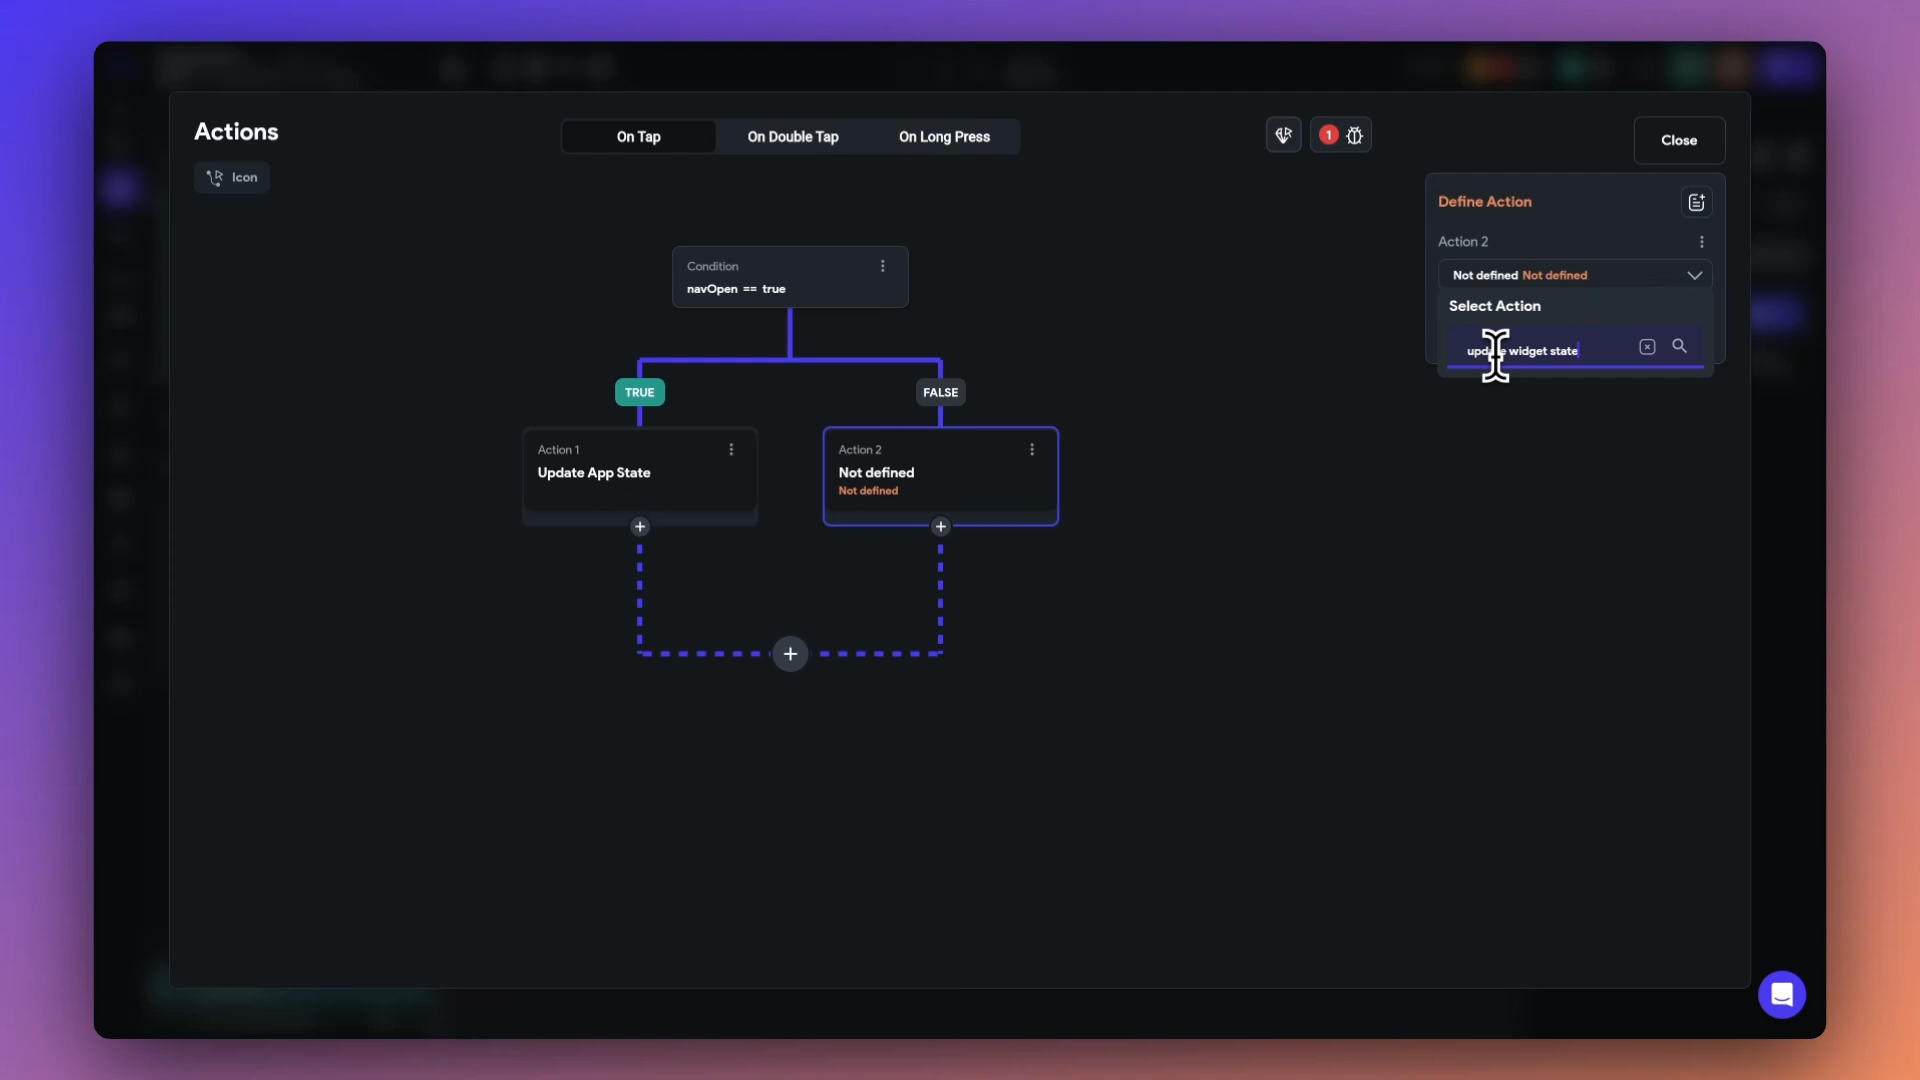 Actions
On Tap
On Double Tap
On Long Press
1
Close
Icon
Define Action
Action 2
Not defined Not defined
Select Action
widget state
Condition
navOpen == true
TRUE
FALSE
Action 1
Update App State
Action 2
Not defined
Not defined